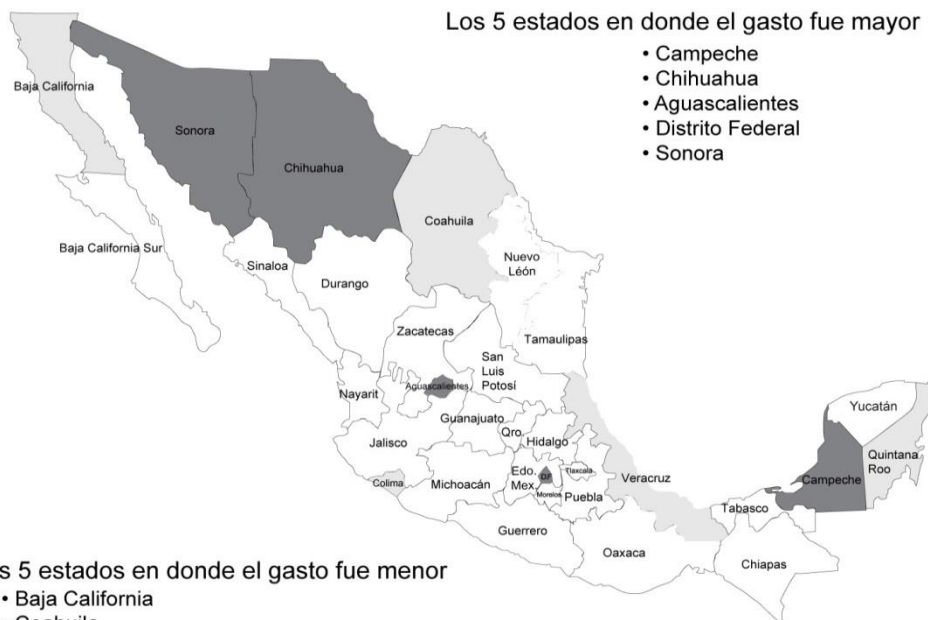 Los 5 estados en donde el gasto fue mayor
• Campeche
• Chihuahua
• Aguascalientes
• Distrito Federal
• Sonora
Baja California
Sonora
Chihuahua
Coahuila
Baja California Sur
Sinaloa
Nuevo
Léón
Durango
Zacatecas
Tamaulipas
San
Luis
Potosí
Aguascalientes
Nayarit
Guanajuato
Yucatán
Jalisco
Qro.
Hidalgo
Quintana
Roo
Colima
Michoacán
Edo.
Mex.
DF
Tlaxcala
Veracruz
Campeche
Morelos
Puebla
Tabasco
Guerrero
Oaxaca
Chiapas
s 5 estados en donde el gasto fue menor
• Baja California
Coahuila